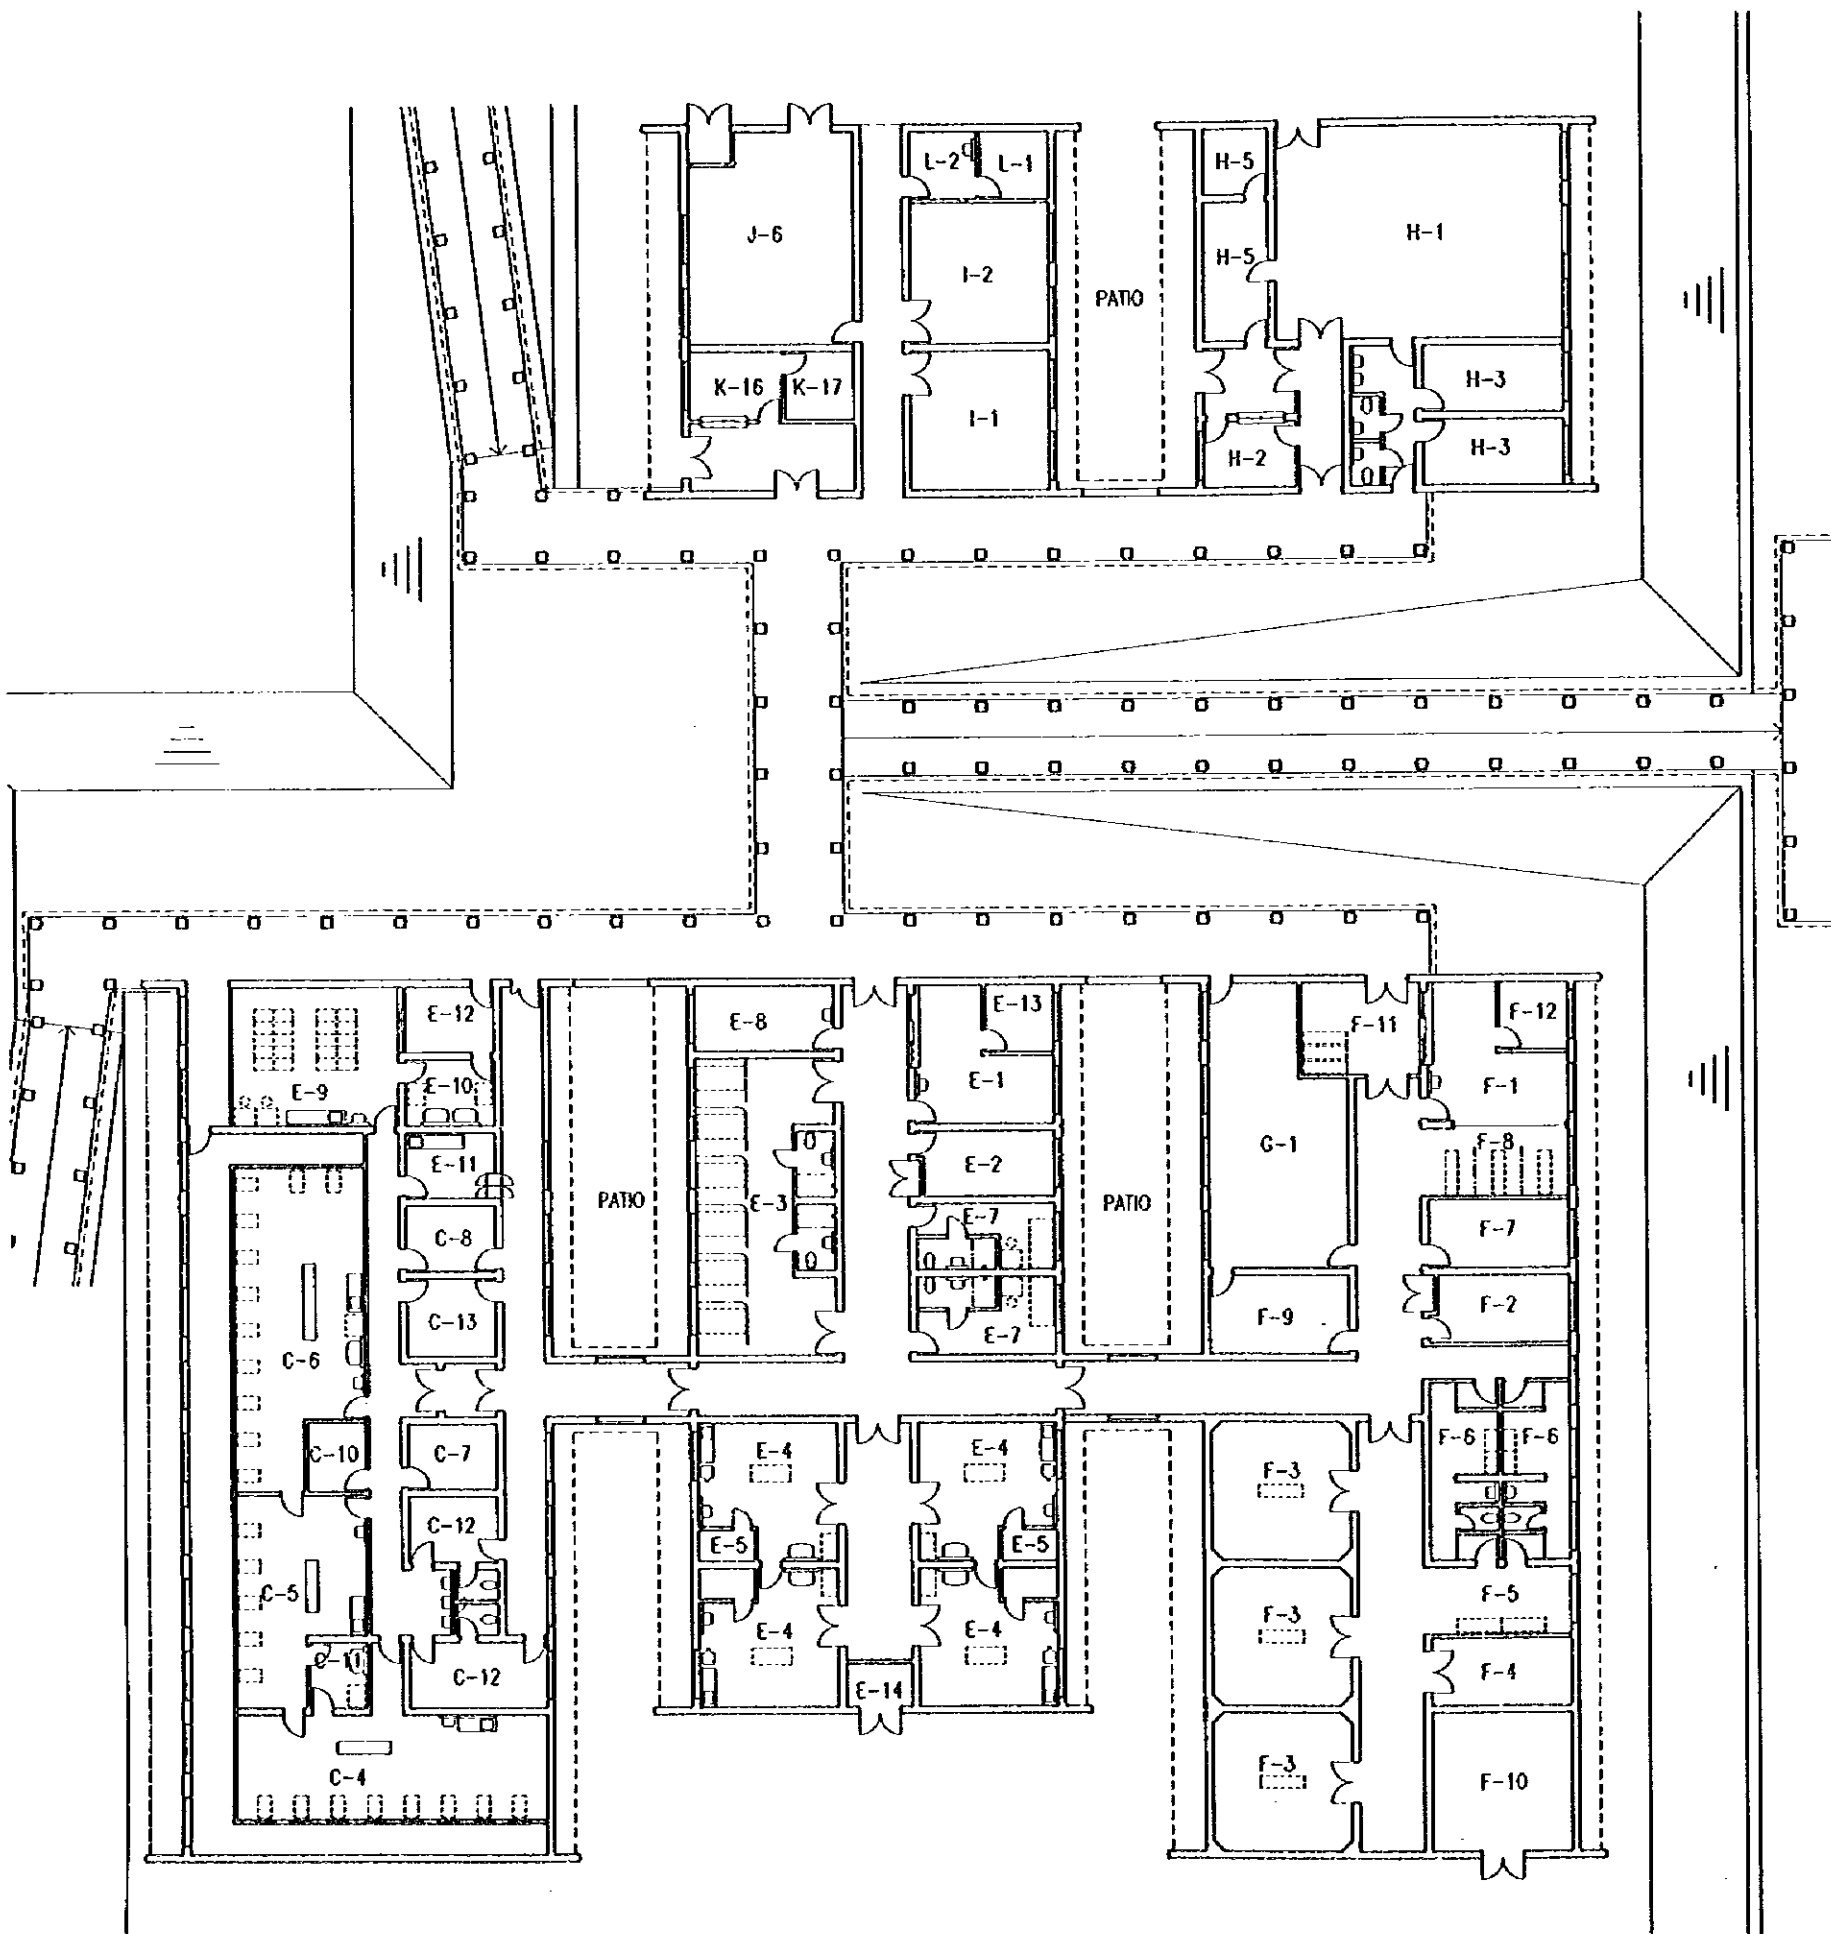 L-2 L-1 H-5
J-6 H-1
I-2 H-5
PATIO
K-16 K-17 H-3
I-1
H-2 H-3
E-12 E-8 E-13 F-11 F-12
E-9 E-10 E-1 F-1
E-11 E-2 G-1 F-8
PATIO E-3 PATIO
C-8 E-7 F-7
C-13 E-7 F-9 F-2
C-6
C-10 C-7 E-4 E-4 F-3 F-6 F-6
C-12 E-5 E-5
C-5 F-5
E-4 E-4 F-3
C-11 C-12 E-14 F-4
C-4 F-3 F-10